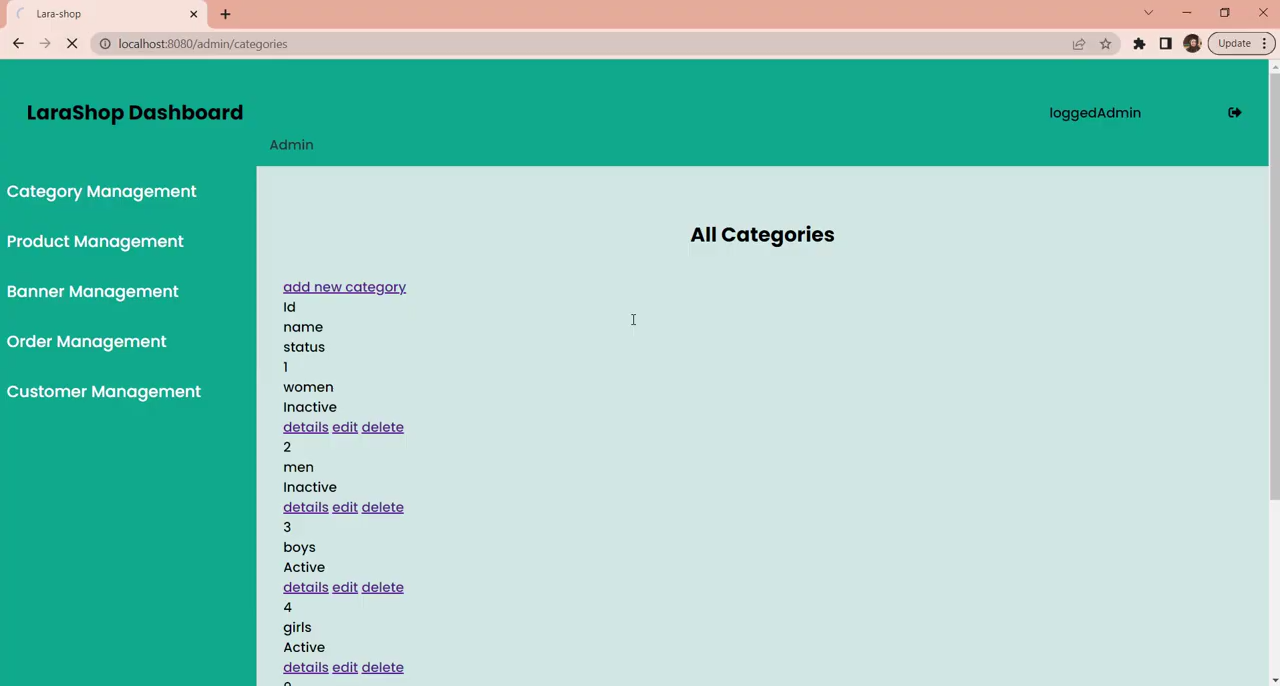 Lara-shop
localhost:8080/admin/categories
Update
LaraShop Dashboard
loggedAdmin
Admin
Category Management
Product Management
Banner Management
Order Management
Customer Management
All Categories
add new category
Id
name
status
1
women
Inactive
details edit delete
2
men
Inactive
details edit delete
3
boys
Active
details edit delete
4
girls
Active
details edit delete